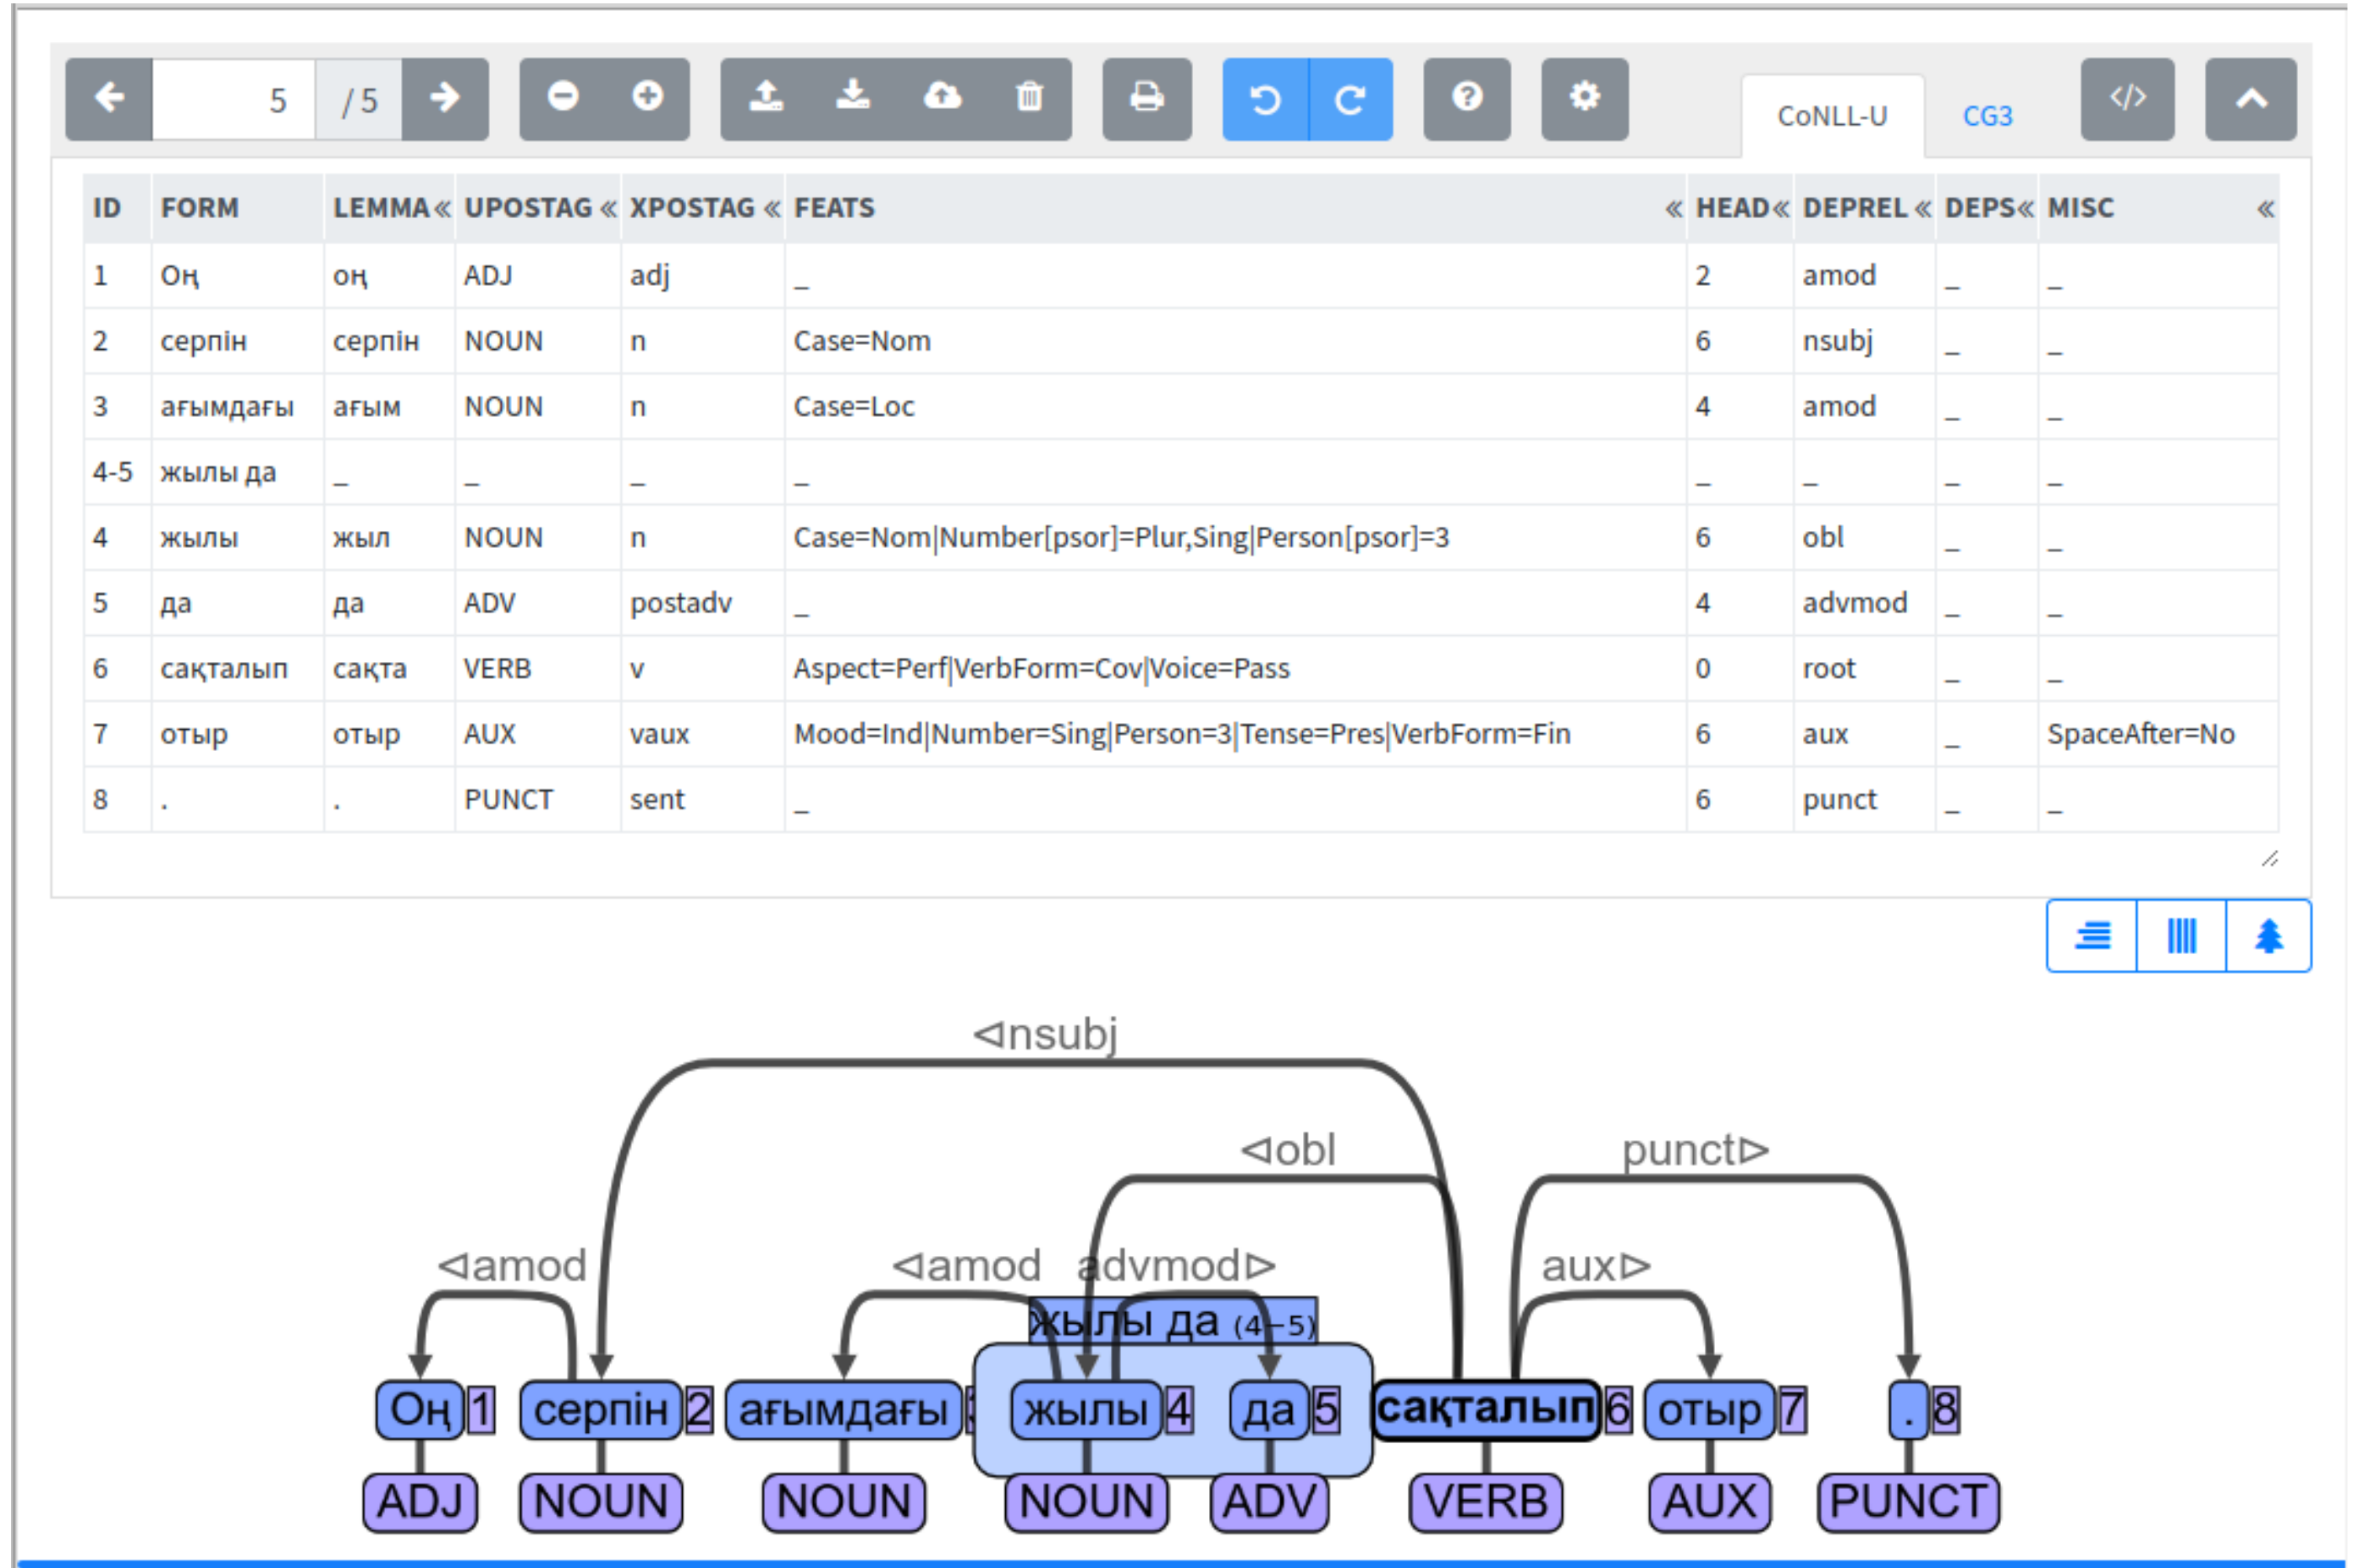 5 / 5 CoNLL-U CG3 </>
ID FORM LEMMA« UPOSTAG « XPOSTAG « FEATS « HEAD« DEPREL « DEPS« MISC «
1 Оң оң ADJ adj _ 2 amod _ _
2 серпін серпін NOUN n Case=Nom 6 nsubj _ _
3 ағымдағы ағым NOUN n Case=Loc 4 amod _ _
4-5 жылы да _ _ _ _ _ _ _ _
4 жылы жыл NOUN n Case=Nom|Number[psor]=Plur,Sing|Person[psor]=3 6 obl _ _
5 да да ADV postadv _ 4 advmod _ _
6 сақталып сақта VERB v Aspect=Perf|VerbForm=Cov|Voice=Pass 0 root _ _
7 отыр отыр AUX vaux Mood=Ind|Number=Sing|Person=3|Tense=Pres|VerbForm=Fin 6 aux _ SpaceAfter=No
8 . . PUNCT sent _ 6 punct _ _
⊲nsubj
⊲obl punct⊳
⊲amod ⊲amod advmod⊳ aux⊳
жылы да (4−5)
Оң 1 серпін 2 ағымдағы жылы 4 да 5 сақталып 6 отыр 7 . 8
ADJ NOUN NOUN NOUN ADV VERB AUX PUNCT